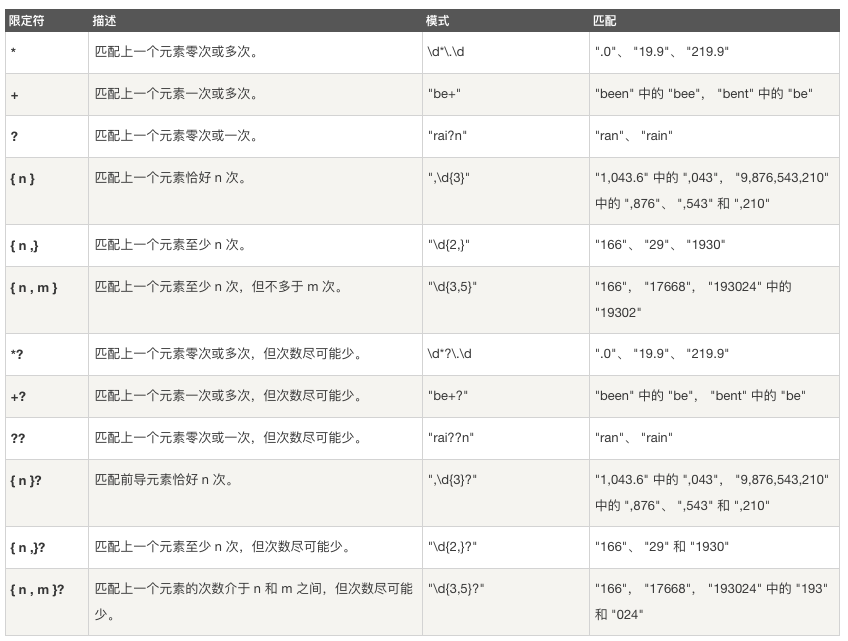 限定符 描述 模式 匹配
* 匹配上一个元素零次或多次。 \d*\.\d ".0"、 "19.9"、 "219.9"
+ 匹配上一个元素一次或多次。 "be+" "been" 中的 "bee"， "bent" 中的 "be"
? 匹配上一个元素零次或一次。 "rai?n" "ran"、 "rain"
{ n } 匹配上一个元素恰好 n 次。 ",\d{3}" "1,043.6" 中的 ",043"， "9,876,543,210"
中的 ",876"、 ",543" 和 ",210"
{ n ,} 匹配上一个元素至少 n 次。 "\d{2,}" "166"、 "29"、 "1930"
{ n , m } 匹配上一个元素至少 n 次，但不多于 m 次。 "\d{3,5}" "166"， "17668"， "193024" 中的
"19302"
*? 匹配上一个元素零次或多次，但次数尽可能少。 \d*?\.\d ".0"、 "19.9"、 "219.9"
+? 匹配上一个元素一次或多次，但次数尽可能少。 "be+?" "been" 中的 "be"， "bent" 中的 "be"
?? 匹配上一个元素零次或一次，但次数尽可能少。 "rai??n" "ran"、 "rain"
{ n }? 匹配前导元素恰好 n 次。 ",\d{3}?" "1,043.6" 中的 ",043"， "9,876,543,210"
中的 ",876"、 ",543" 和 ",210"
{ n ,}? 匹配上一个元素至少 n 次，但次数尽可能少。 "\d{2,}?" "166"、 "29" 和 "1930"
{ n , m }? 匹配上一个元素的次数介于 n 和 m 之间，但次数尽可能 "\d{3,5}?" "166"， "17668"， "193024" 中的 "193"
少。 和 "024"